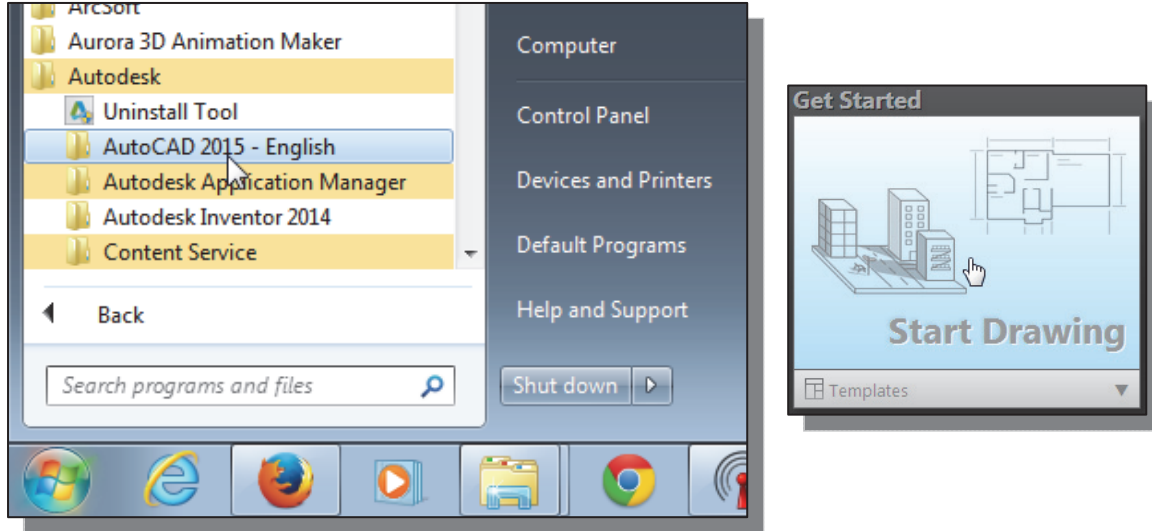 ArcSoft
Aurora 3D Animation Maker
Autodesk
Uninstall Tool
AutoCAD 2015 - English
Autodesk Application Manager
Autodesk Inventor 2014
Content Service
Back
Search programs and files
Computer
Control Panel
Devices and Printers
Default Programs
Help and Support
Shut down
Get Started
Start Drawing
Templates